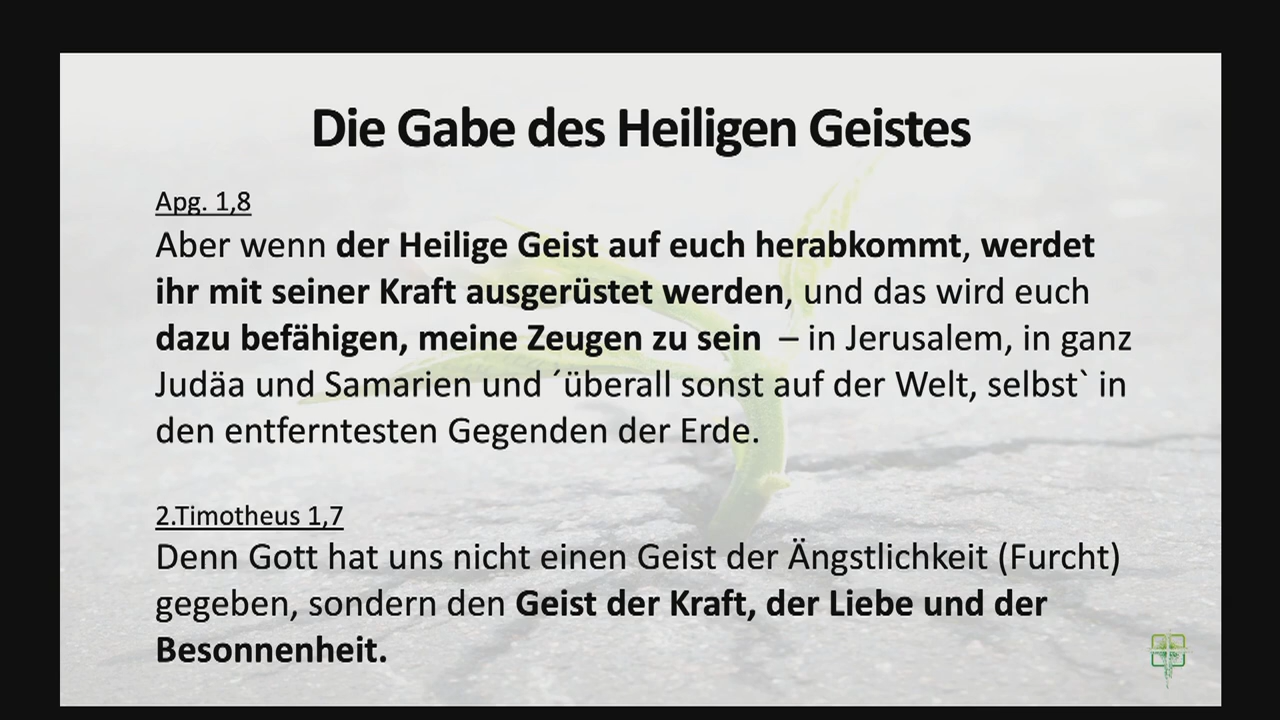 Die Gabe des Heiligen Geistes
Apg. 1,8
Aber wenn der Heilige Geist auf euch herabkommt, werdet
ihr mit seiner Kraft ausgerüstet werden, und das wird euch
dazu befähigen, meine Zeugen zu sein – in Jerusalem, in ganz
Judäa und Samarien und ´überall sonst auf der Welt, selbst` in
den entferntesten Gegenden der Erde.
2.Timotheus 1,7
Denn Gott hat uns nicht einen Geist der Ängstlichkeit (Furcht)
gegeben, sondern den Geist der Kraft, der Liebe und der
Besonnenheit.